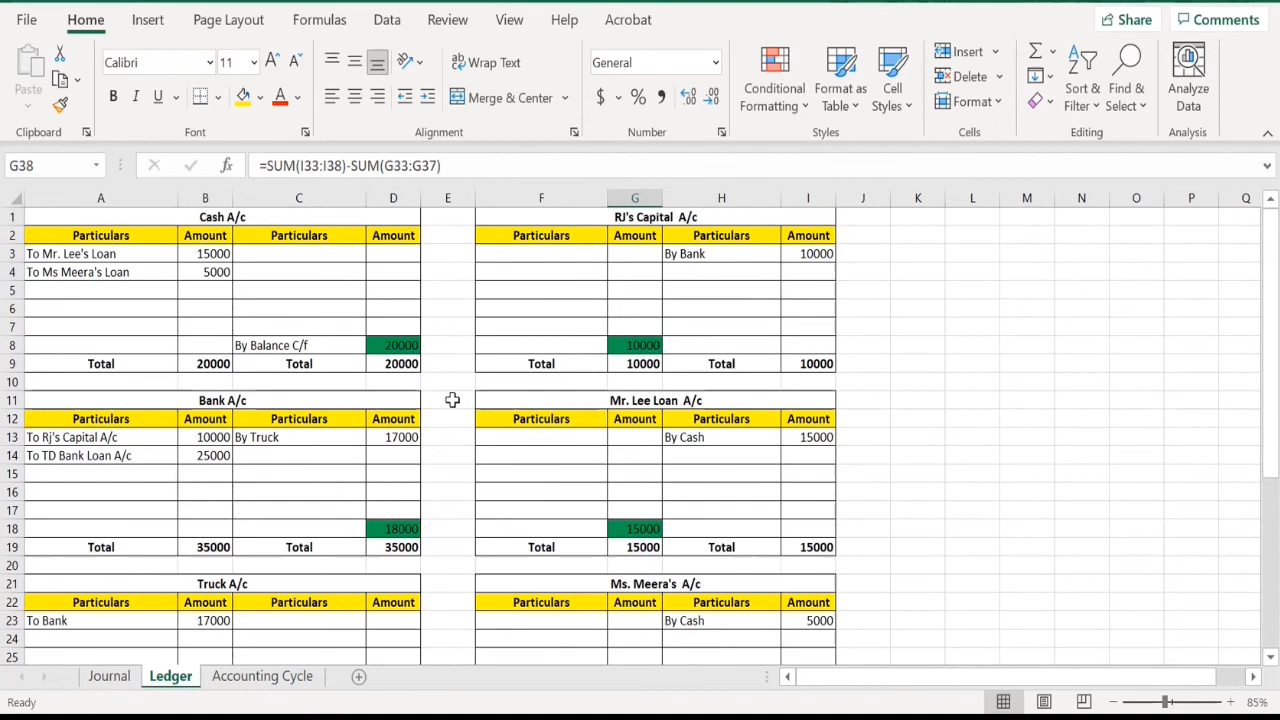 File Home Insert Page Layout Formulas Data Review View Help Acrobat Share Comments
Paste Calibri 11 A A Wrap Text General Conditional Formatting Format as Table Cell Styles Insert Delete Format Sort & Filter Find & Select Analyze Data
B I U A Merge & Center $ %
Clipboard Font Alignment Number Styles Cells Editing Analysis
G38 fx =SUM(I33:I38)-SUM(G33:G37)
A B C D E F G H I J K L M N O P Q
1 Cash A/c RJ's Capital A/c
2 Particulars Amount Particulars Amount Particulars Amount Particulars Amount
3 To Mr. Lee's Loan 15000 By Bank 10000
4 To Ms Meera's Loan 5000
5
6
7
8 By Balance C/f 20000 10000
9 Total 20000 Total 20000 Total 10000 Total 10000
10
11 Bank A/c Mr. Lee Loan A/c
12 Particulars Amount Particulars Amount Particulars Amount Particulars Amount
13 To Rj's Capital A/c 10000 By Truck 17000 By Cash 15000
14 To TD Bank Loan A/c 25000
15
16
17
18 18000 15000
19 Total 35000 Total 35000 Total 15000 Total 15000
20
21 Truck A/c Ms. Meera's A/c
22 Particulars Amount Particulars Amount Particulars Amount Particulars Amount
23 To Bank 17000 By Cash 5000
24
25
Journal Ledger Accounting Cycle
Ready 85%